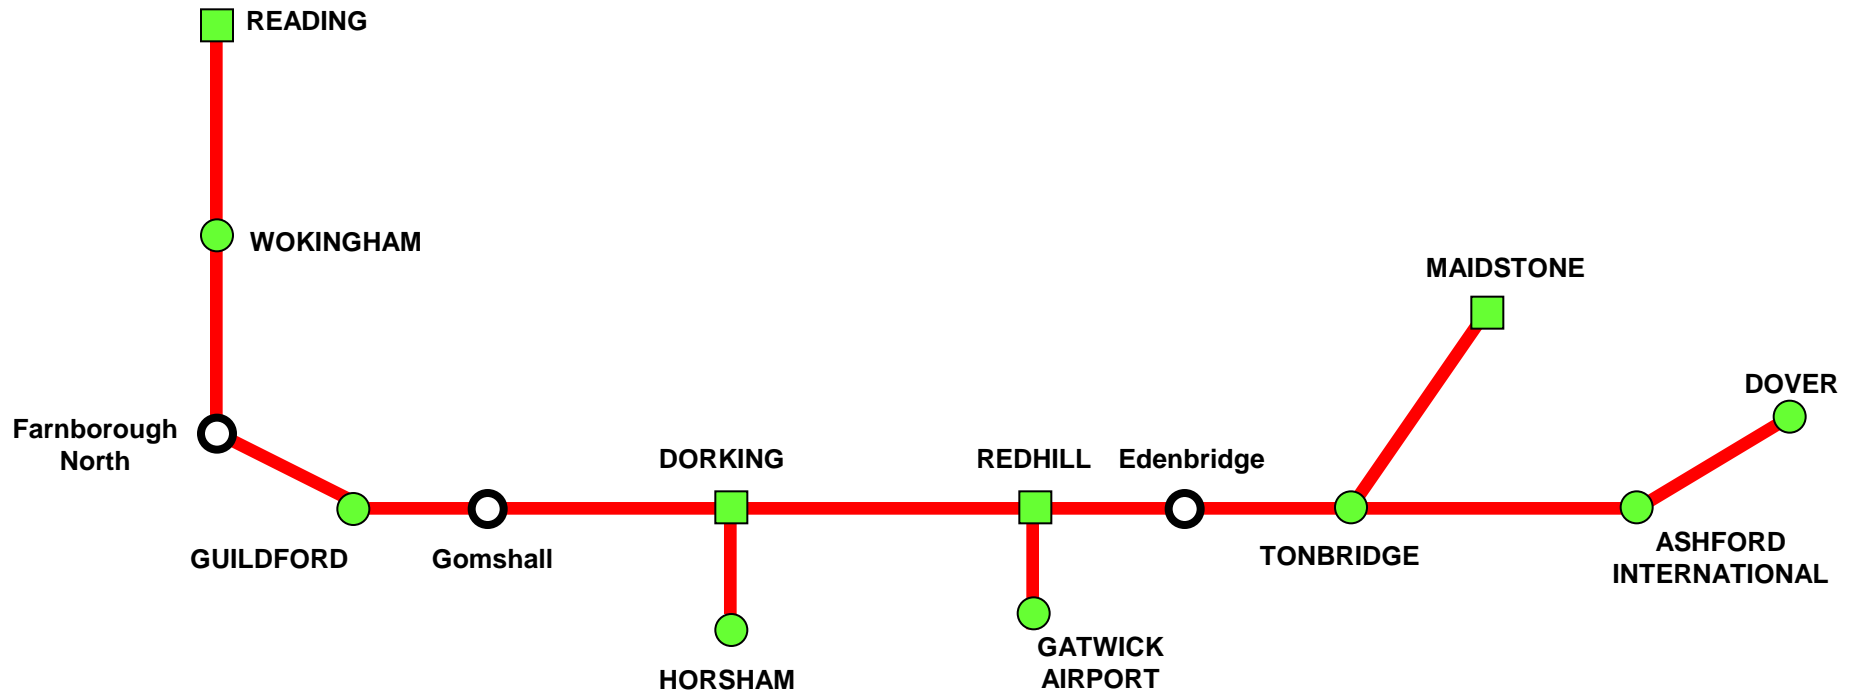 READING
WOKINGHAM
MAIDSTONE
DOVER
Farnborough
North
DORKING
REDHILL
Edenbridge
GUILDFORD
Gomshall
TONBRIDGE
ASHFORD
INTERNATIONAL
GATWICK
AIRPORT
HORSHAM